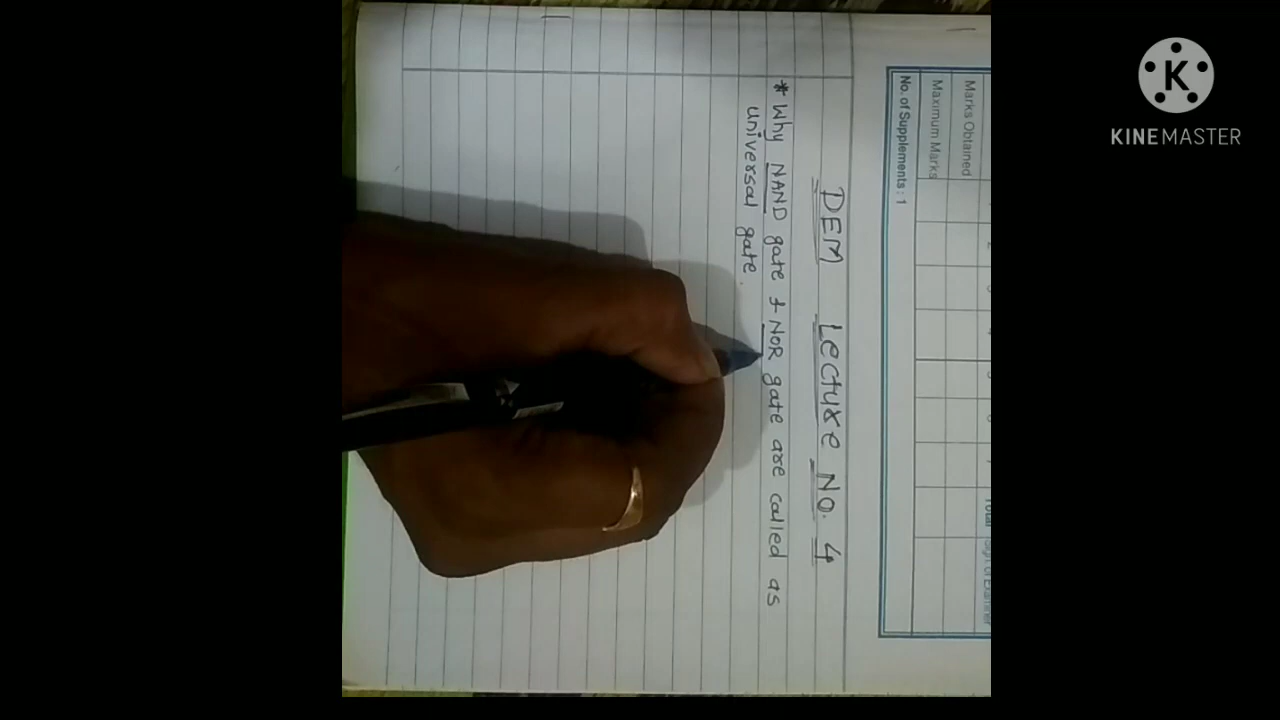 Marks Obtained
Maximum Marks
No. of Supplements : 1
DEM Lecture No. 4
* Why NAND gate & NOR gate are called as
universal gate.
KINEMASTER